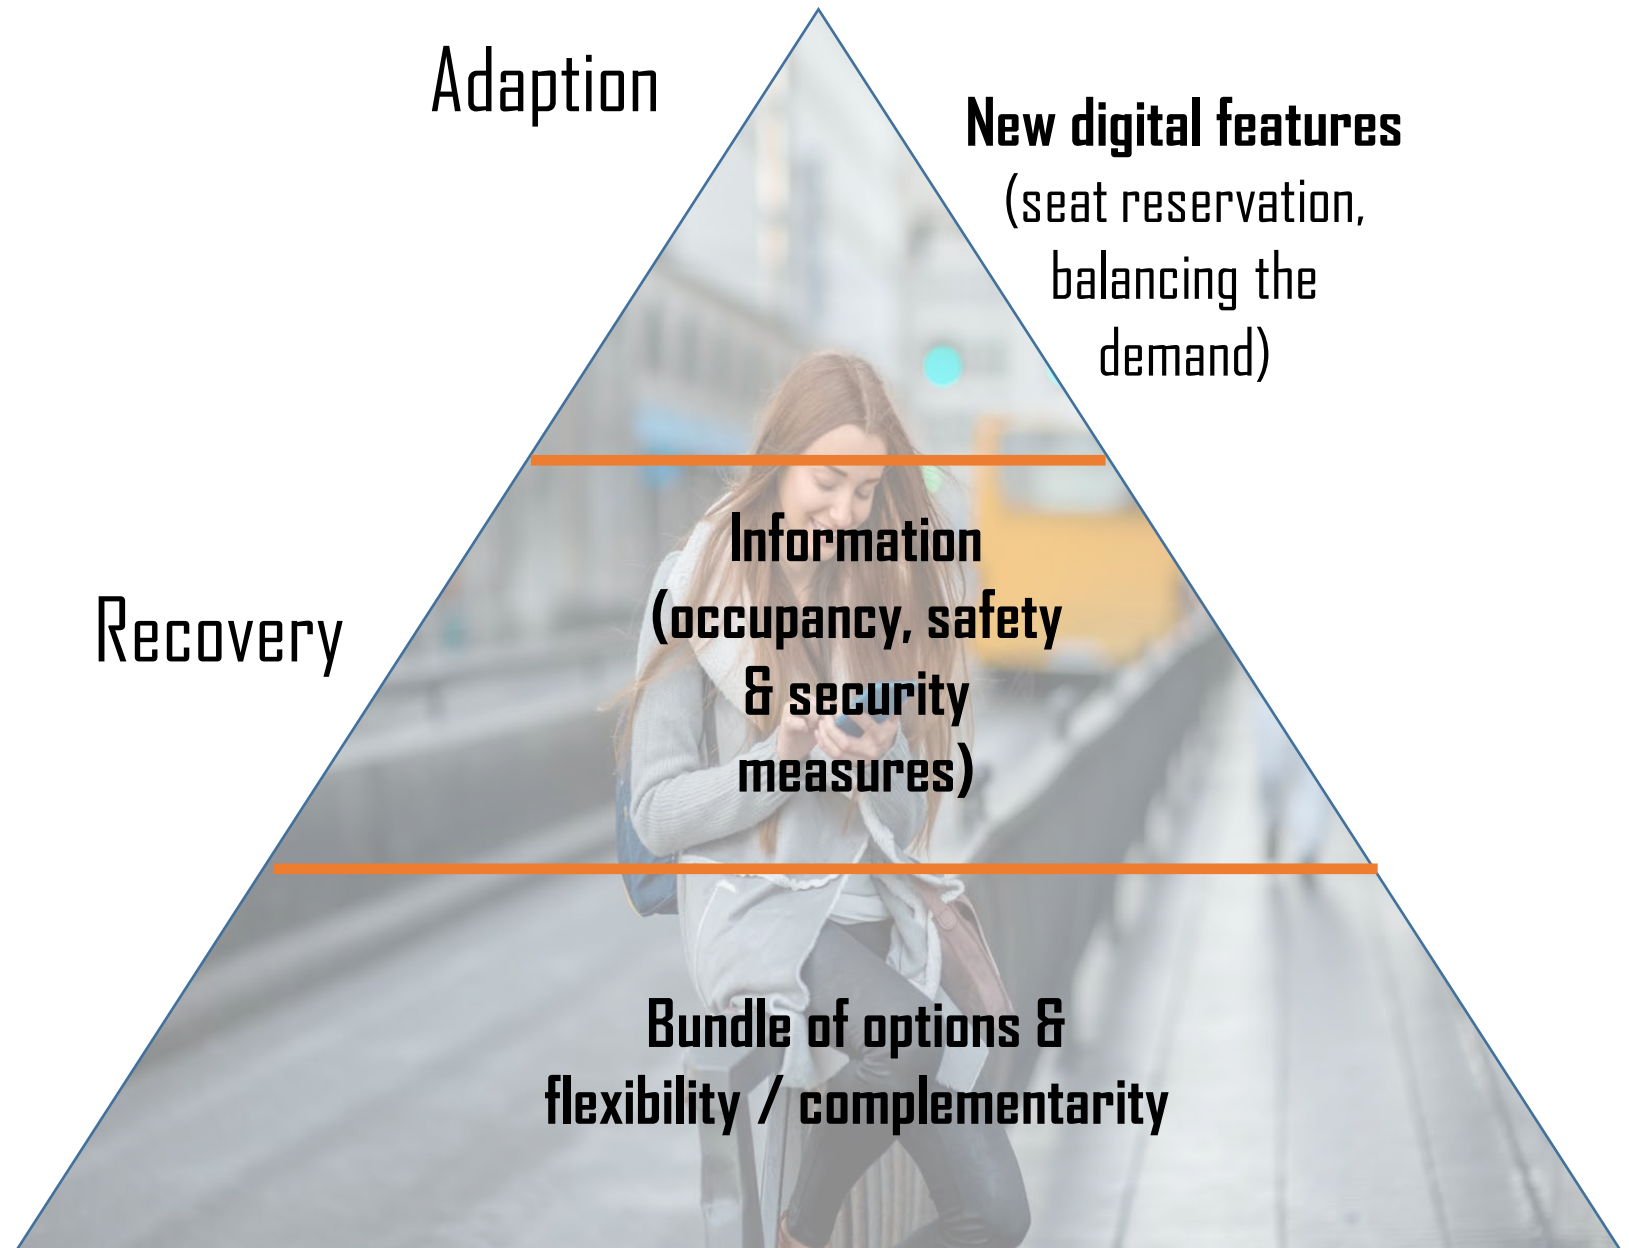 Adaption
New digital features
(seat reservation,
balancing the
demand)
Information
(occupancy, safety
& security
measures)
Recovery
Bundle of options &
flexibility / complementarity